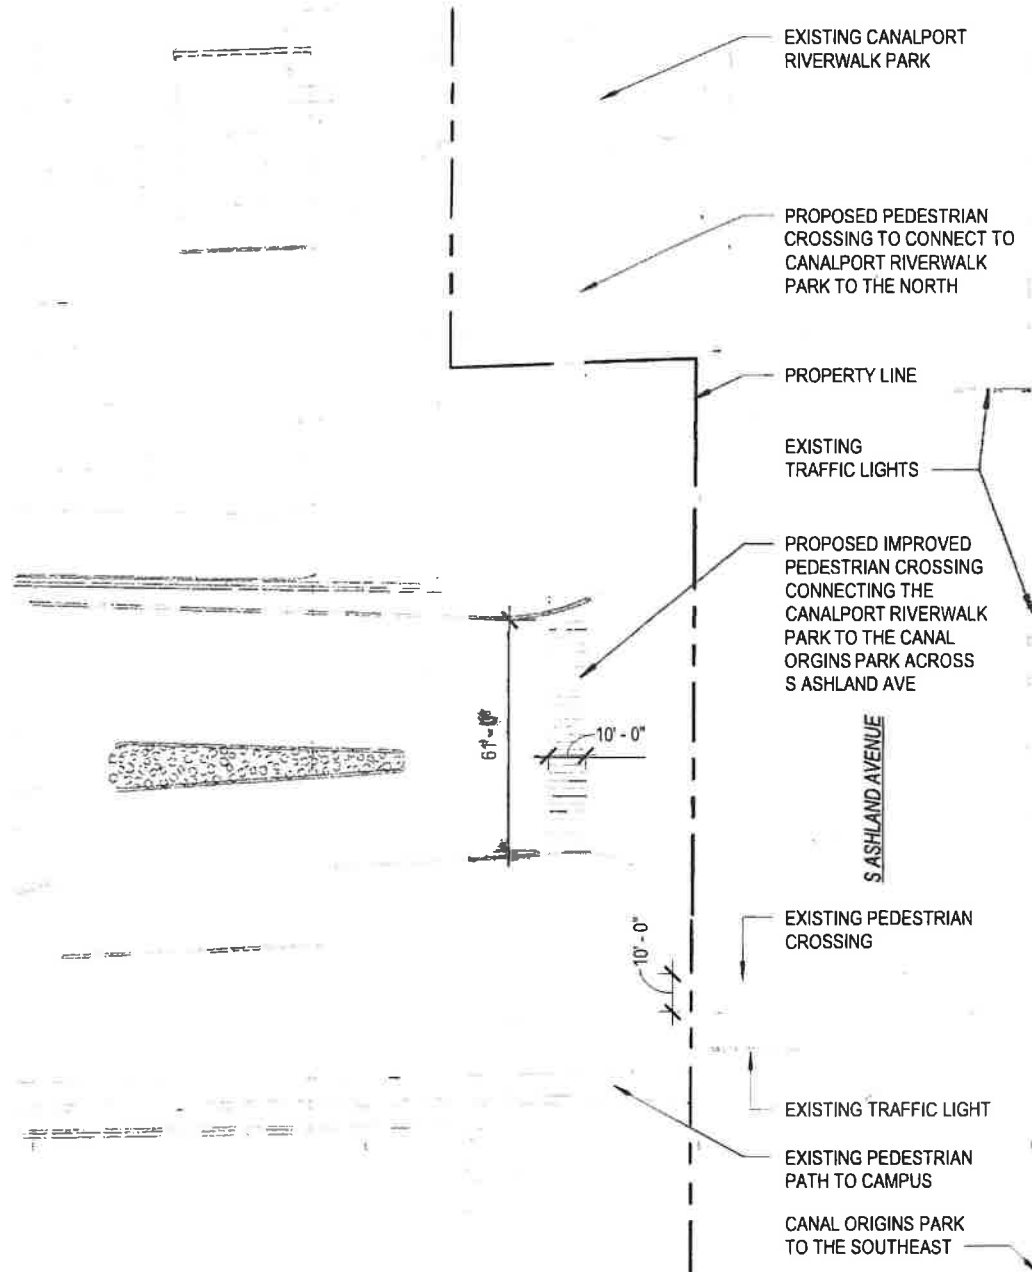 EXISTING CANALPORT
RIVERWALK PARK
PROPOSED PEDESTRIAN
CROSSING TO CONNECT TO
CANALPORT RIVERWALK
PARK TO THE NORTH
PROPERTY LINE
EXISTING
TRAFFIC LIGHTS
PROPOSED IMPROVED
PEDESTRIAN CROSSING
CONNECTING THE
CANALPORT RIVERWALK
PARK TO THE CANAL
ORGINS PARK ACROSS
S ASHLAND AVE
10' - 0"
S ASHLAND AVENUE
EXISTING PEDESTRIAN
CROSSING
10' - 0"
EXISTING TRAFFIC LIGHT
EXISTING PEDESTRIAN
PATH TO CAMPUS
CANAL ORIGINS PARK
TO THE SOUTHEAST